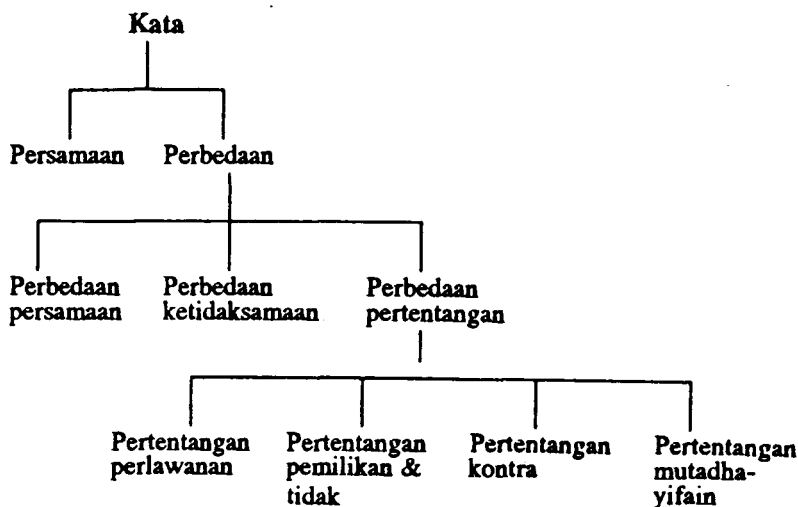 Kata
Persamaan Perbedaan
Perbedaan persamaan
Perbedaan ketidaksamaan
Perbedaan pertentangan
Pertentangan perlawanan
Pertentangan pemilikan & tidak
Pertentangan kontra
Pertentangan mutadha-
yifain